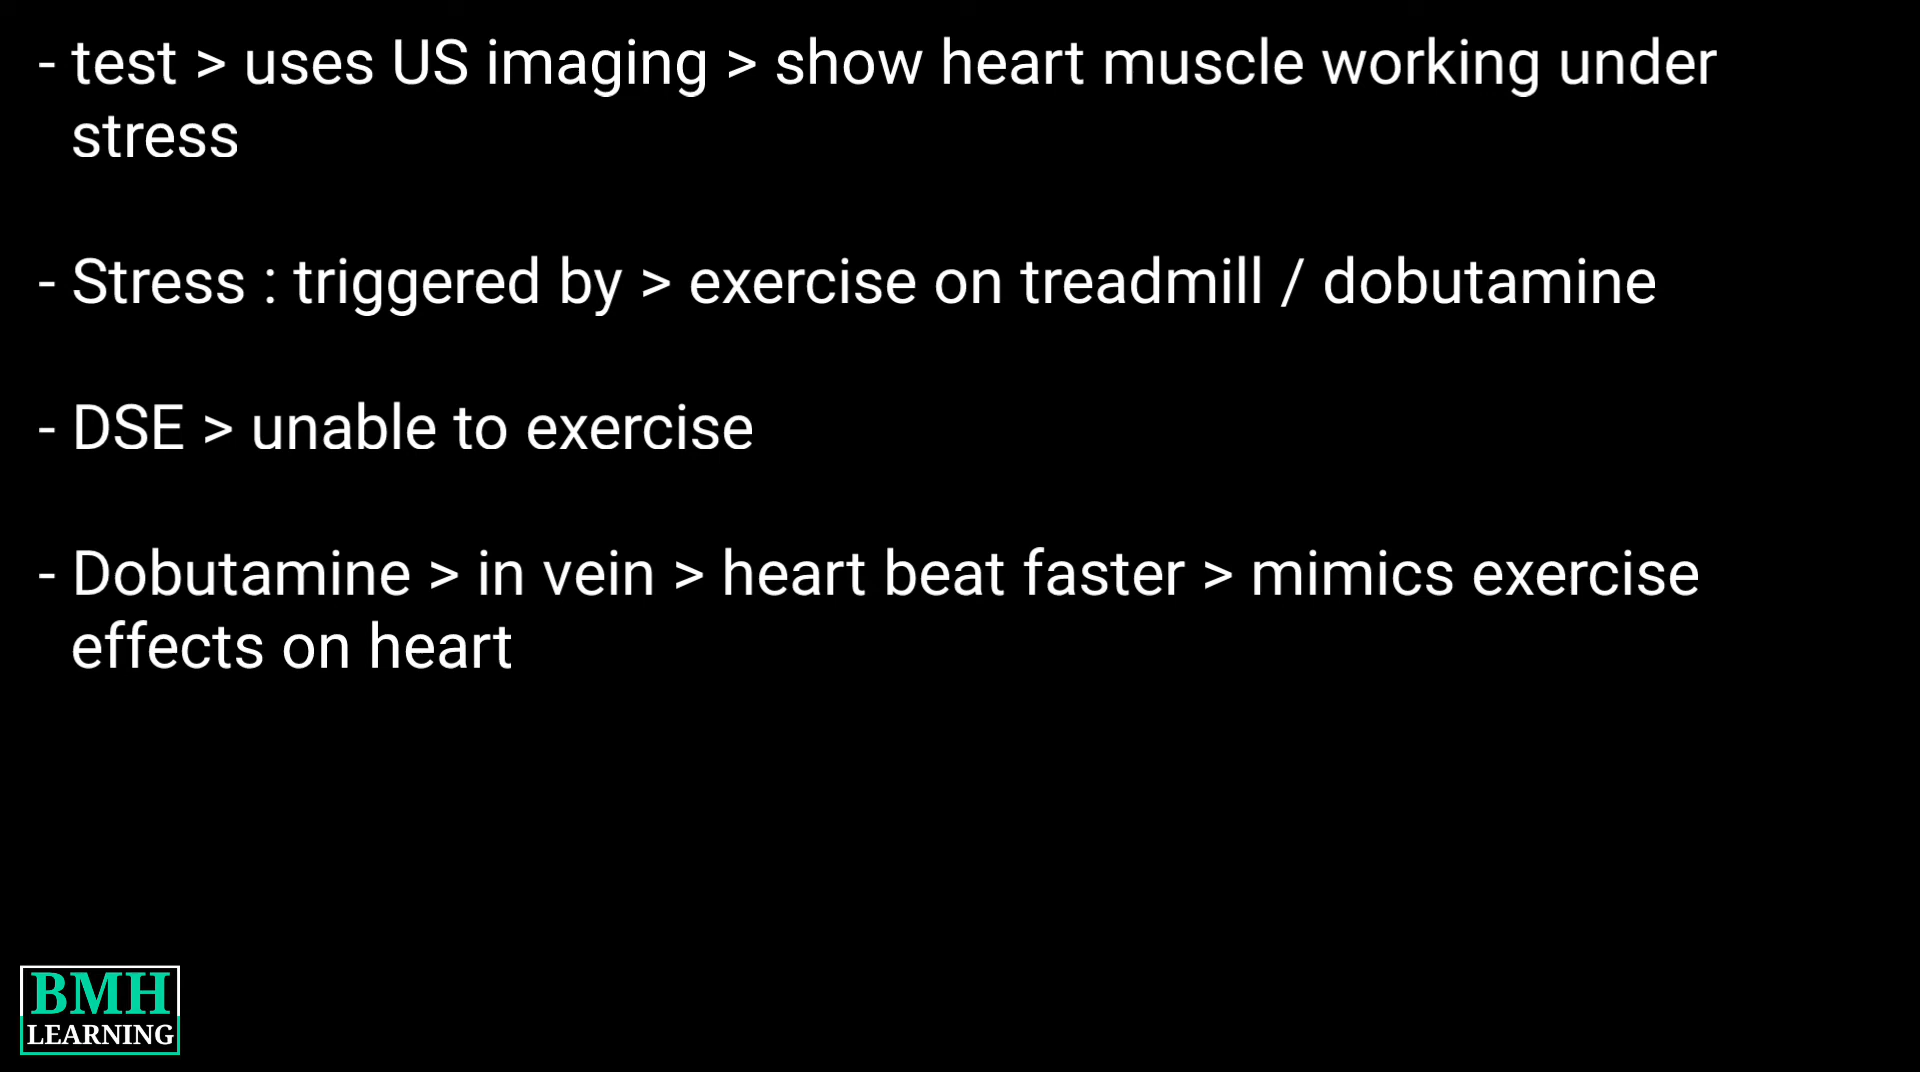 - test > uses US imaging > show heart muscle working under
stress
- Stress : triggered by > exercise on treadmill / dobutamine
- DSE > unable to exercise
- Dobutamine > in vein > heart beat faster > mimics exercise
effects on heart
BMH
LEARNING